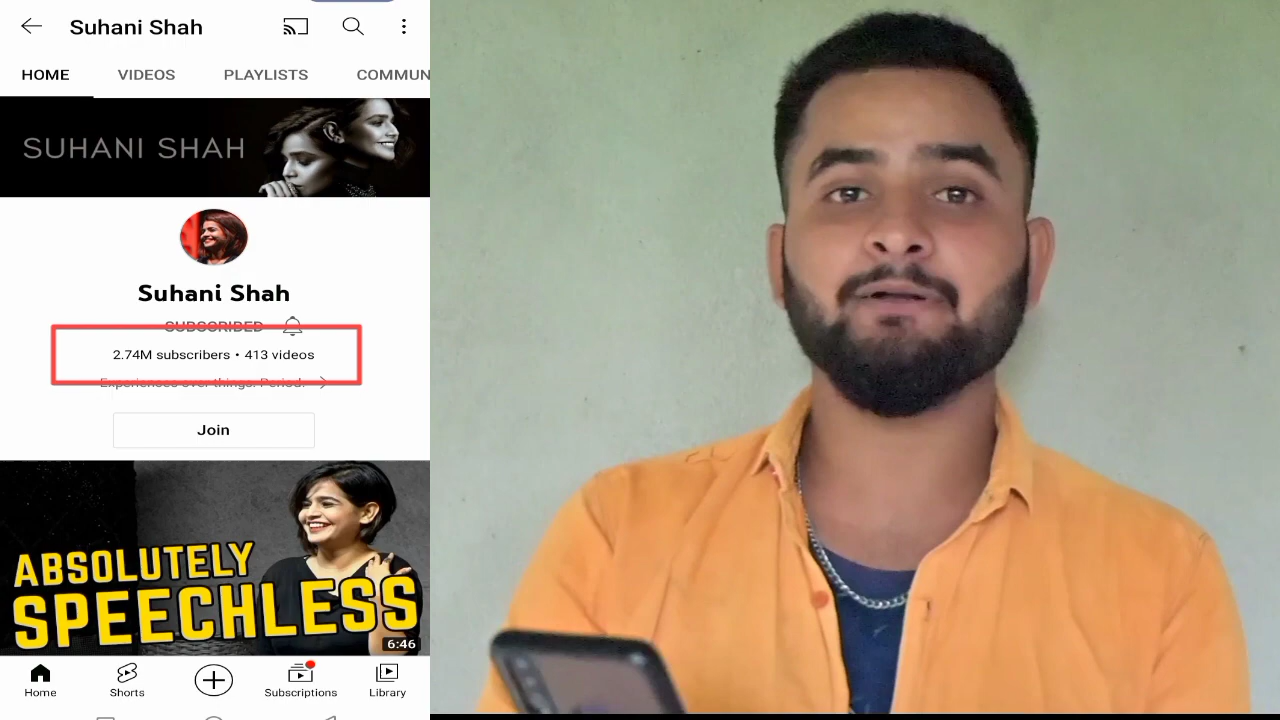 Suhani Shah
HOME VIDEOS PLAYLISTS COMMUN
SUHANI SHAH
Suhani Shah
SUBSCRIBED
2.74M subscribers • 413 videos
Experiences over things. Period.
Join
ABSOLUTELY
SPEECHLESS
6:46
Home Shorts Subscriptions Library